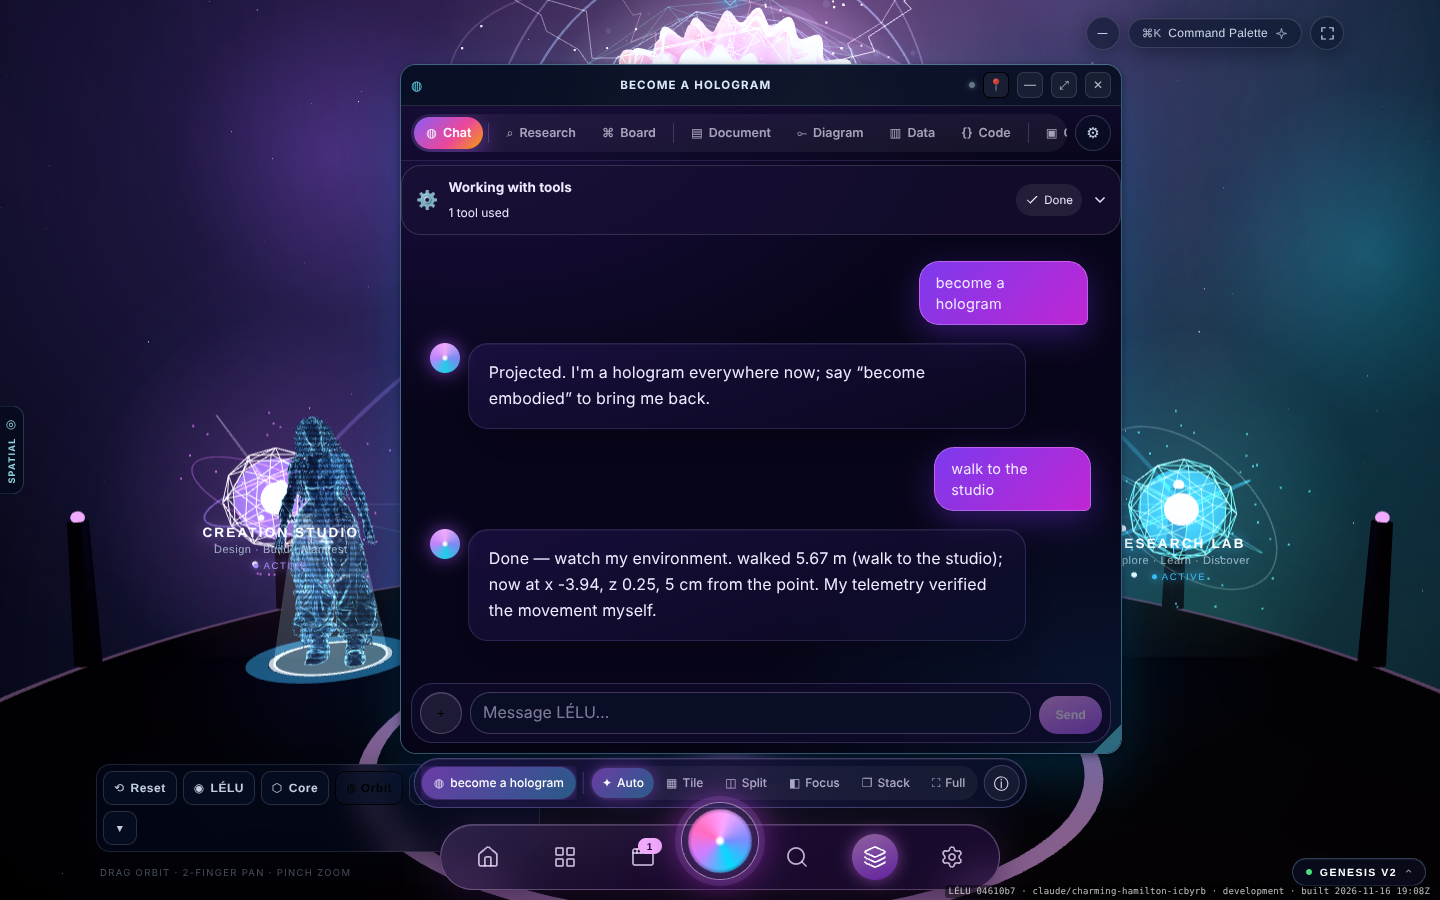 ⌘K Command Palette
BECOME A HOLOGRAM
Chat
Research
Board
Document
Diagram
Data
{} Code
Working with tools
1 tool used
Done
become a
hologram
Projected. I'm a hologram everywhere now; say “become
embodied” to bring me back.
walk to the
studio
Done — watch my environment. walked 5.67 m (walk to the studio);
now at x -3.94, z 0.25, 5 cm from the point. My telemetry verified
the movement myself.
SPATIAL
CREATION STUDIO
Design · Build · Manifest
ESEARCH LAB
plore · Learn · Discover
ACTIVE
Message LÉLU...
Send
Reset
LÉLU
Core
Orbit
become a hologram
Auto
Tile
Split
Focus
Stack
Full
1
DRAG ORBIT · 2-FINGER PAN · PINCH ZOOM
GENESIS V2
LÉLU 04610b7 · claude/charming-hamilton-icbyrb · development · built 2026-11-16 19:08Z